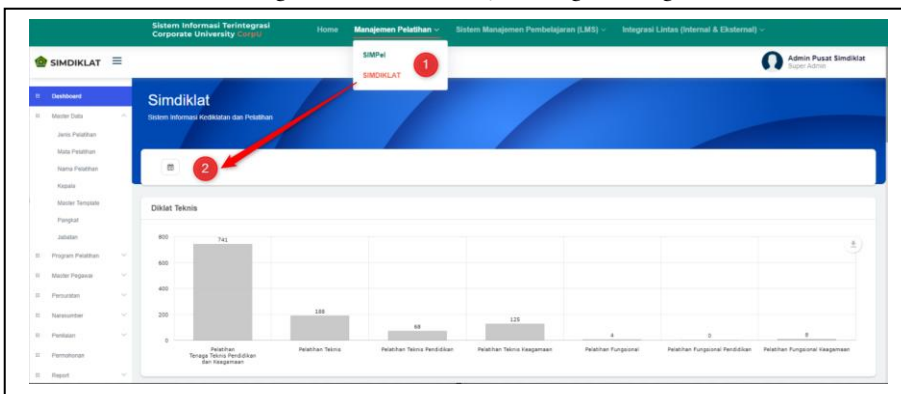 Sistem Informasi Terintegrasi
Corporate University CorpU
Home
Manajemen Pelatihan
Sistem Manajemen Pembelajaran (LMS)
Integrasi Lintas (Internal & Eksternal)
SIMPel
SIMDIKLAT
1
SIMDIKLAT
Admin Pusat Simdiklat
Super Admin
Dashboard
Master Data
Jenis Pelatihan
Mata Pelatihan
Nama Pelatihan
Kepala
Master Template
Pangkat
Jabatan
Program Pelatihan
Master Pegawai
Persuratan
Narasumber
Penilaian
Permohonan
Report
Simdiklat
Sistem Informasi Kediklatan dan Pelatihan
2
Diklat Teknis
800
600
400
200
0
741
188
68
125
4
0
Pelatihan
Tenaga Teknis Pendidikan
dan Keagamaan
Pelatihan Teknis
Pelatihan Teknis Pendidikan
Pelatihan Teknis Keagamaan
Pelatihan Fungsional
Pelatihan Fungsional Pendidikan
Pelatihan Fungsional Keagamaan